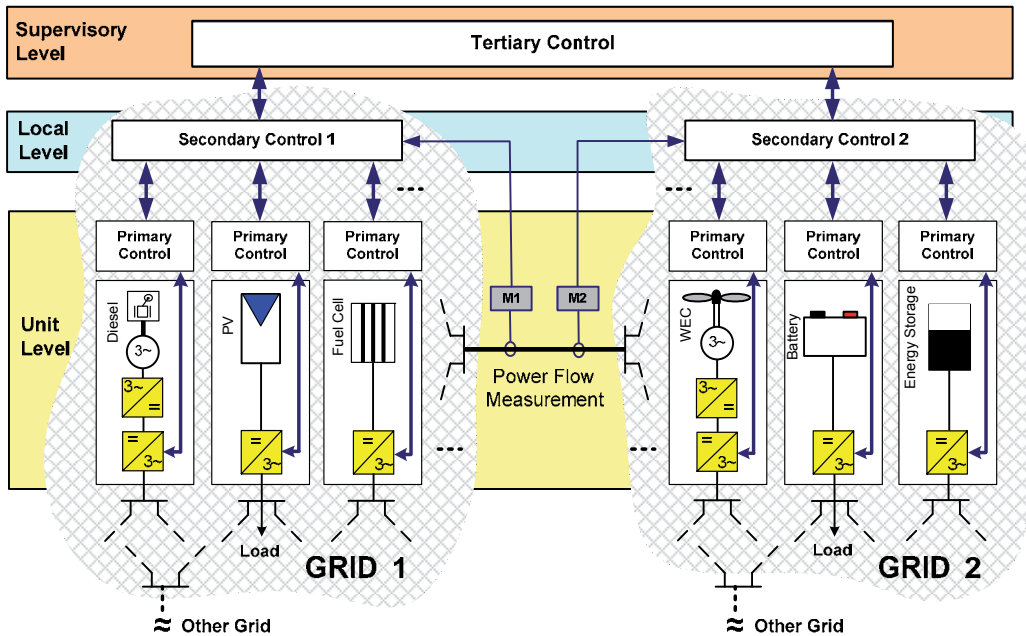 Supervisory
Level
Tertiary Control
Local
Level
Secondary Control 1
Secondary Control 2
Unit
Level
Primary
Control
Primary
Control
Primary
Control
Primary
Control
Primary
Control
Primary
Control
Diesel
3~
3~
=
=
3~
PV
=
3~
Fuel Cell
=
3~
M1
M2
Power Flow
Measurement
WEC
3~
3~
=
=
3~
Battery
=
3~
Energy Storage
=
3~
Load
GRID 1
Load
GRID 2
≈ Other Grid
≈ Other Grid